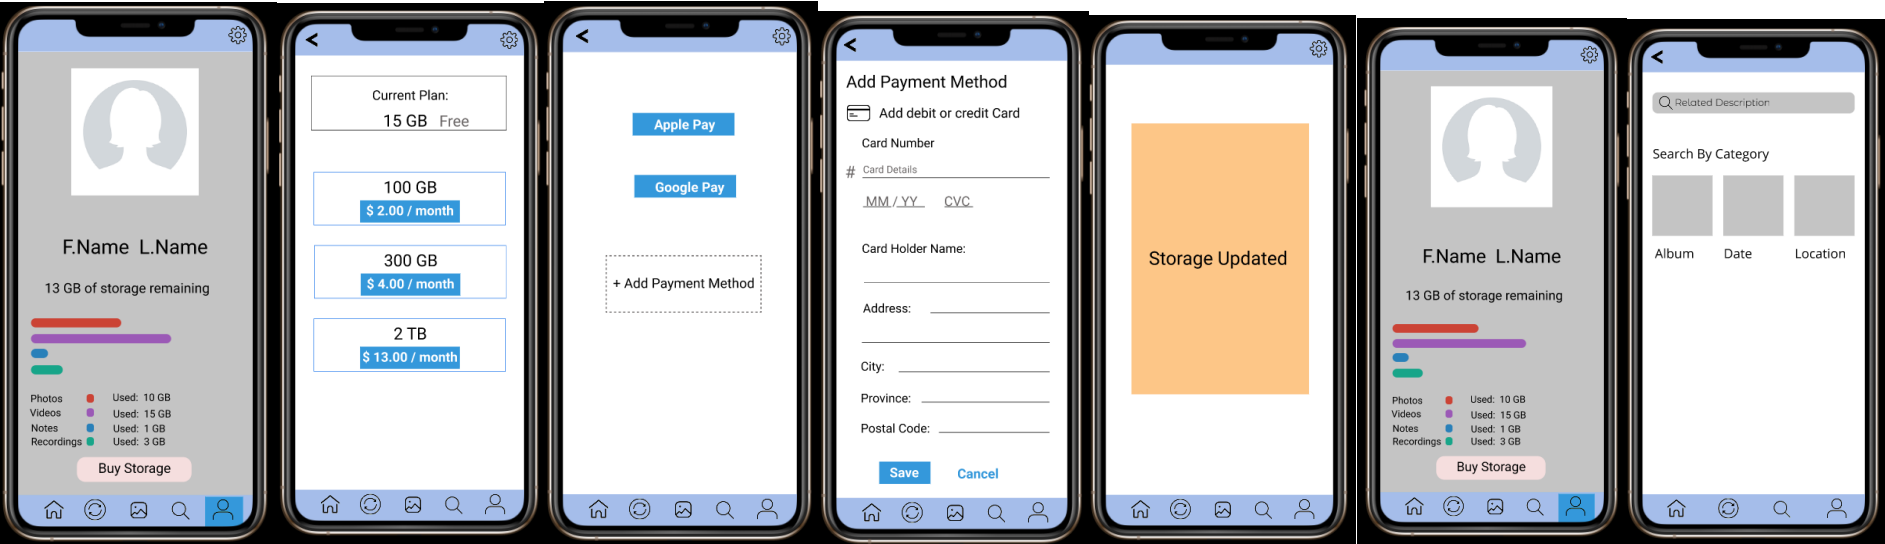 F.Name L.Name
13 GB of storage remaining
Photos Used: 10 GB
Videos Used: 15 GB
Notes Used: 1 GB
Recordings Used: 3 GB
Buy Storage
Current Plan:
15 GB Free
100 GB
$ 2.00 / month
300 GB
$ 4.00 / month
2 TB
$ 13.00 / month
Apple Pay
Google Pay
+ Add Payment Method
Add Payment Method
Add debit or credit Card
Card Number
# Card Details
MM / YY CVC
Card Holder Name:
Address:
City:
Province:
Postal Code:
Save Cancel
Storage Updated
F.Name L.Name
13 GB of storage remaining
Photos Used: 10 GB
Videos Used: 15 GB
Notes Used: 1 GB
Recordings Used: 3 GB
Buy Storage
Related Description
Search By Category
Album Date Location